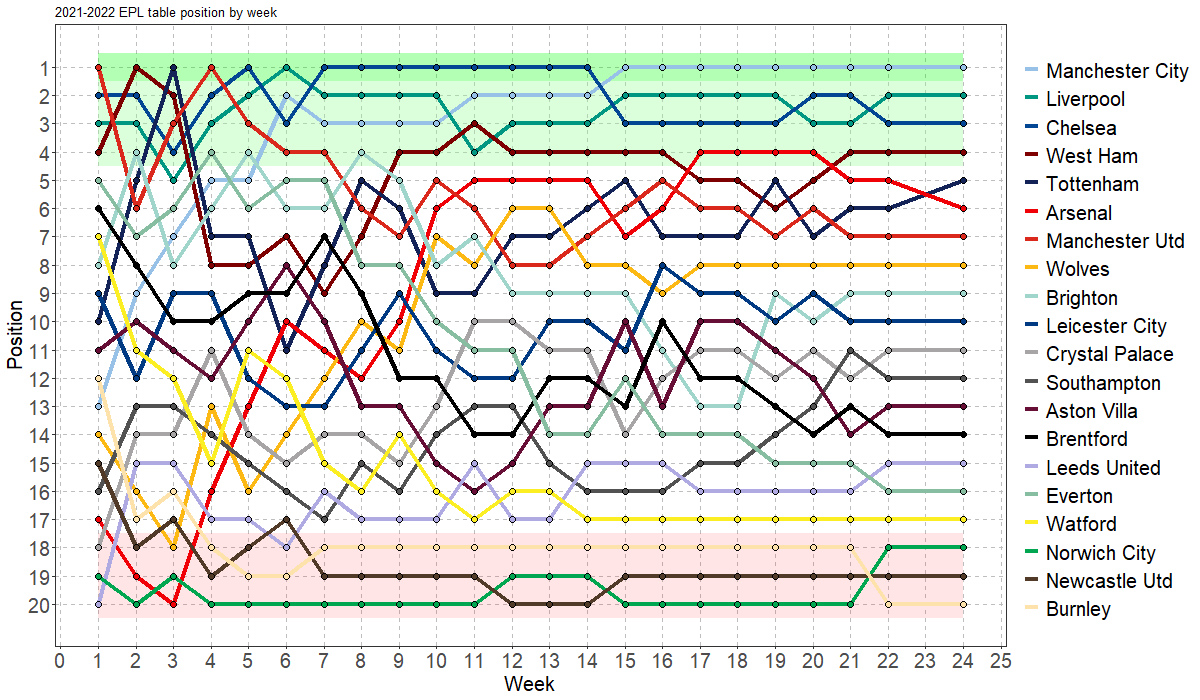 2021-2022 EPL table position by week
Position
1
2
3
4
5
6
7
8
9
10
11
12
13
14
15
16
17
18
19
20
0 1 2 3 4 5 6 7 8 9 10 11 12 13 14 15 16 17 18 19 20 21 22 23 24 25
Week
Manchester City
Liverpool
Chelsea
West Ham
Tottenham
Arsenal
Manchester Utd
Wolves
Brighton
Leicester City
Crystal Palace
Southampton
Aston Villa
Brentford
Leeds United
Everton
Watford
Norwich City
Newcastle Utd
Burnley